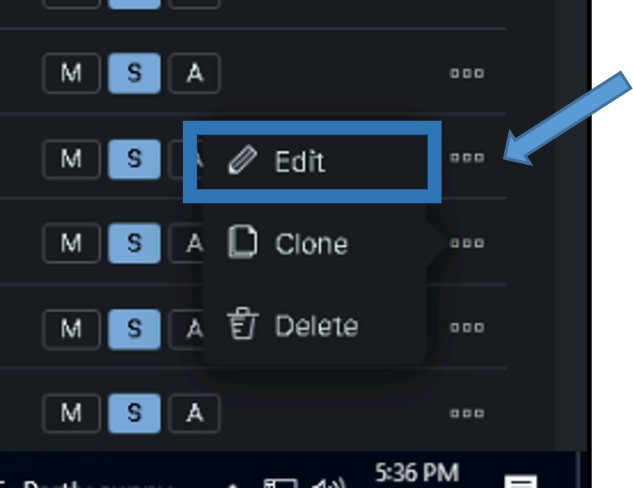 M S A
Edit
M S A
Clone
M S A
Delete
M S
M S A
5:36 PM